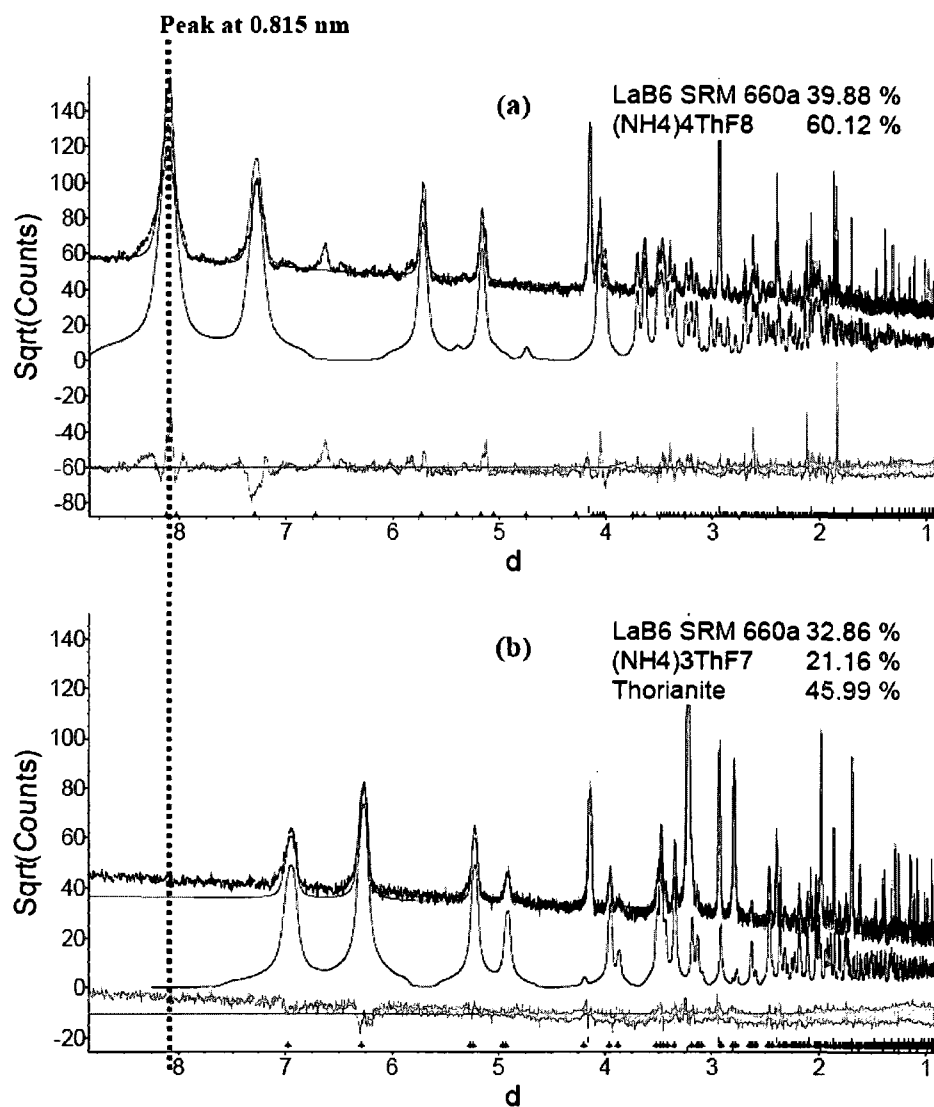 Peak at 0.815 nm
(a)
LaB6 SRM 660a 39.88 %
(NH4)4ThF8 60.12 %
Sqrt(Counts)
140
120
100
80
60
40
20
0
-20
-40
-60
-80
8 7 6 5 4 3 2 1
d
(b)
LaB6 SRM 660a 32.86 %
(NH4)3ThF7 21.16 %
Thorianite 45.99 %
Sqrt(Counts)
140
120
100
80
60
40
20
0
-20
8 7 6 5 4 3 2 1
d